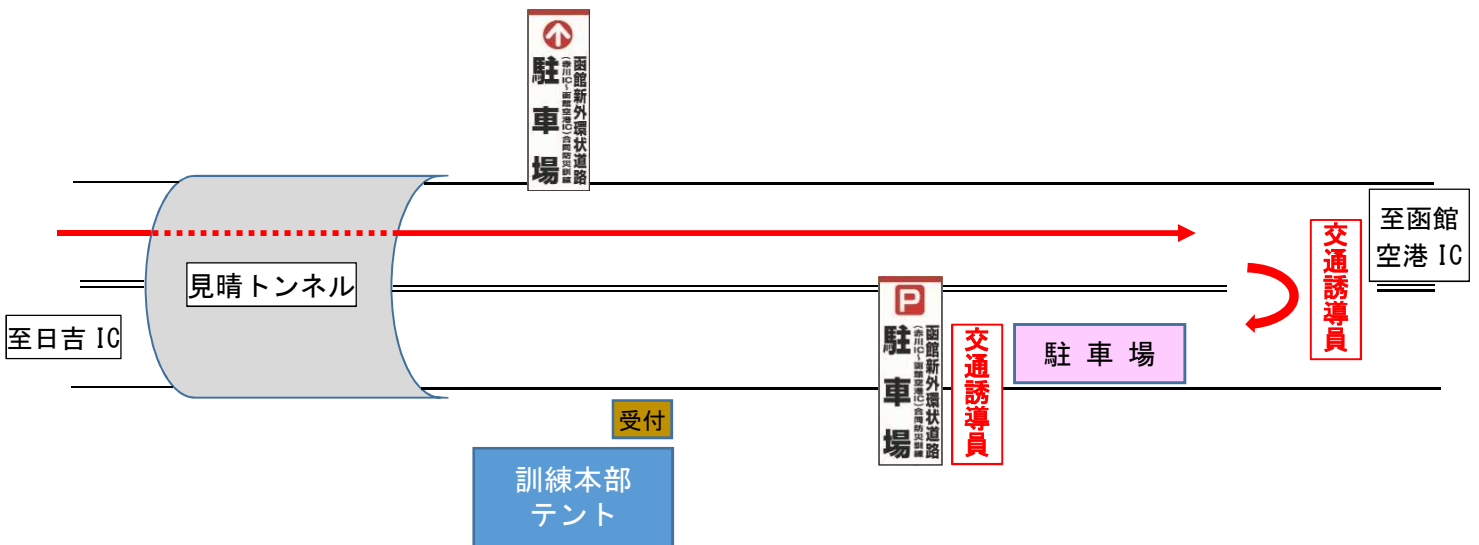 函館新外環状道路
(赤川IC～函館空港IC)合同防災訓練
駐車場
至函館
空港 IC
交通誘導員
見晴トンネル
至日吉 IC
P
函館新外環状道路
(赤川IC～函館空港IC)合同防災訓練
駐車場
交通誘導員
駐車場
受付
訓練本部
テント